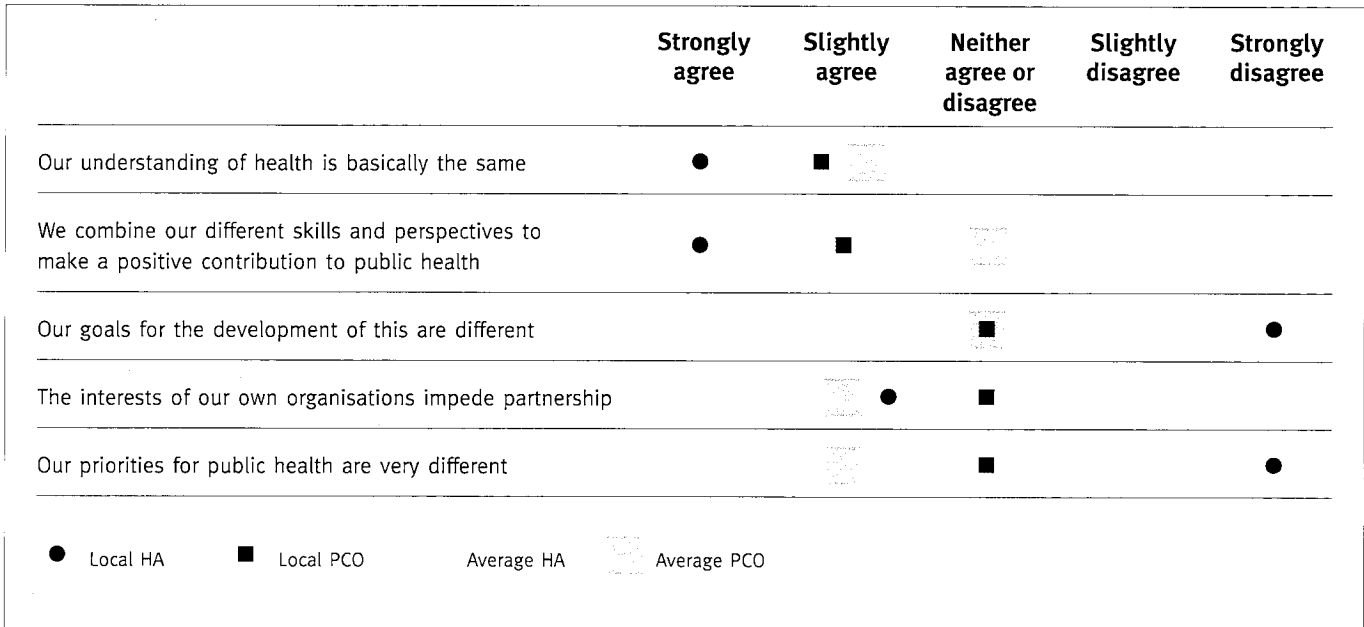 Strongly agree
Slightly agree
Neither agree or disagree
Slightly disagree
Strongly disagree
Our understanding of health is basically the same
We combine our different skills and perspectives to
make a positive contribution to public health
Our goals for the development of this are different
The interests of our own organisations impede partnership
Our priorities for public health are very different
Local HA Local PCO Average HA Average PCO